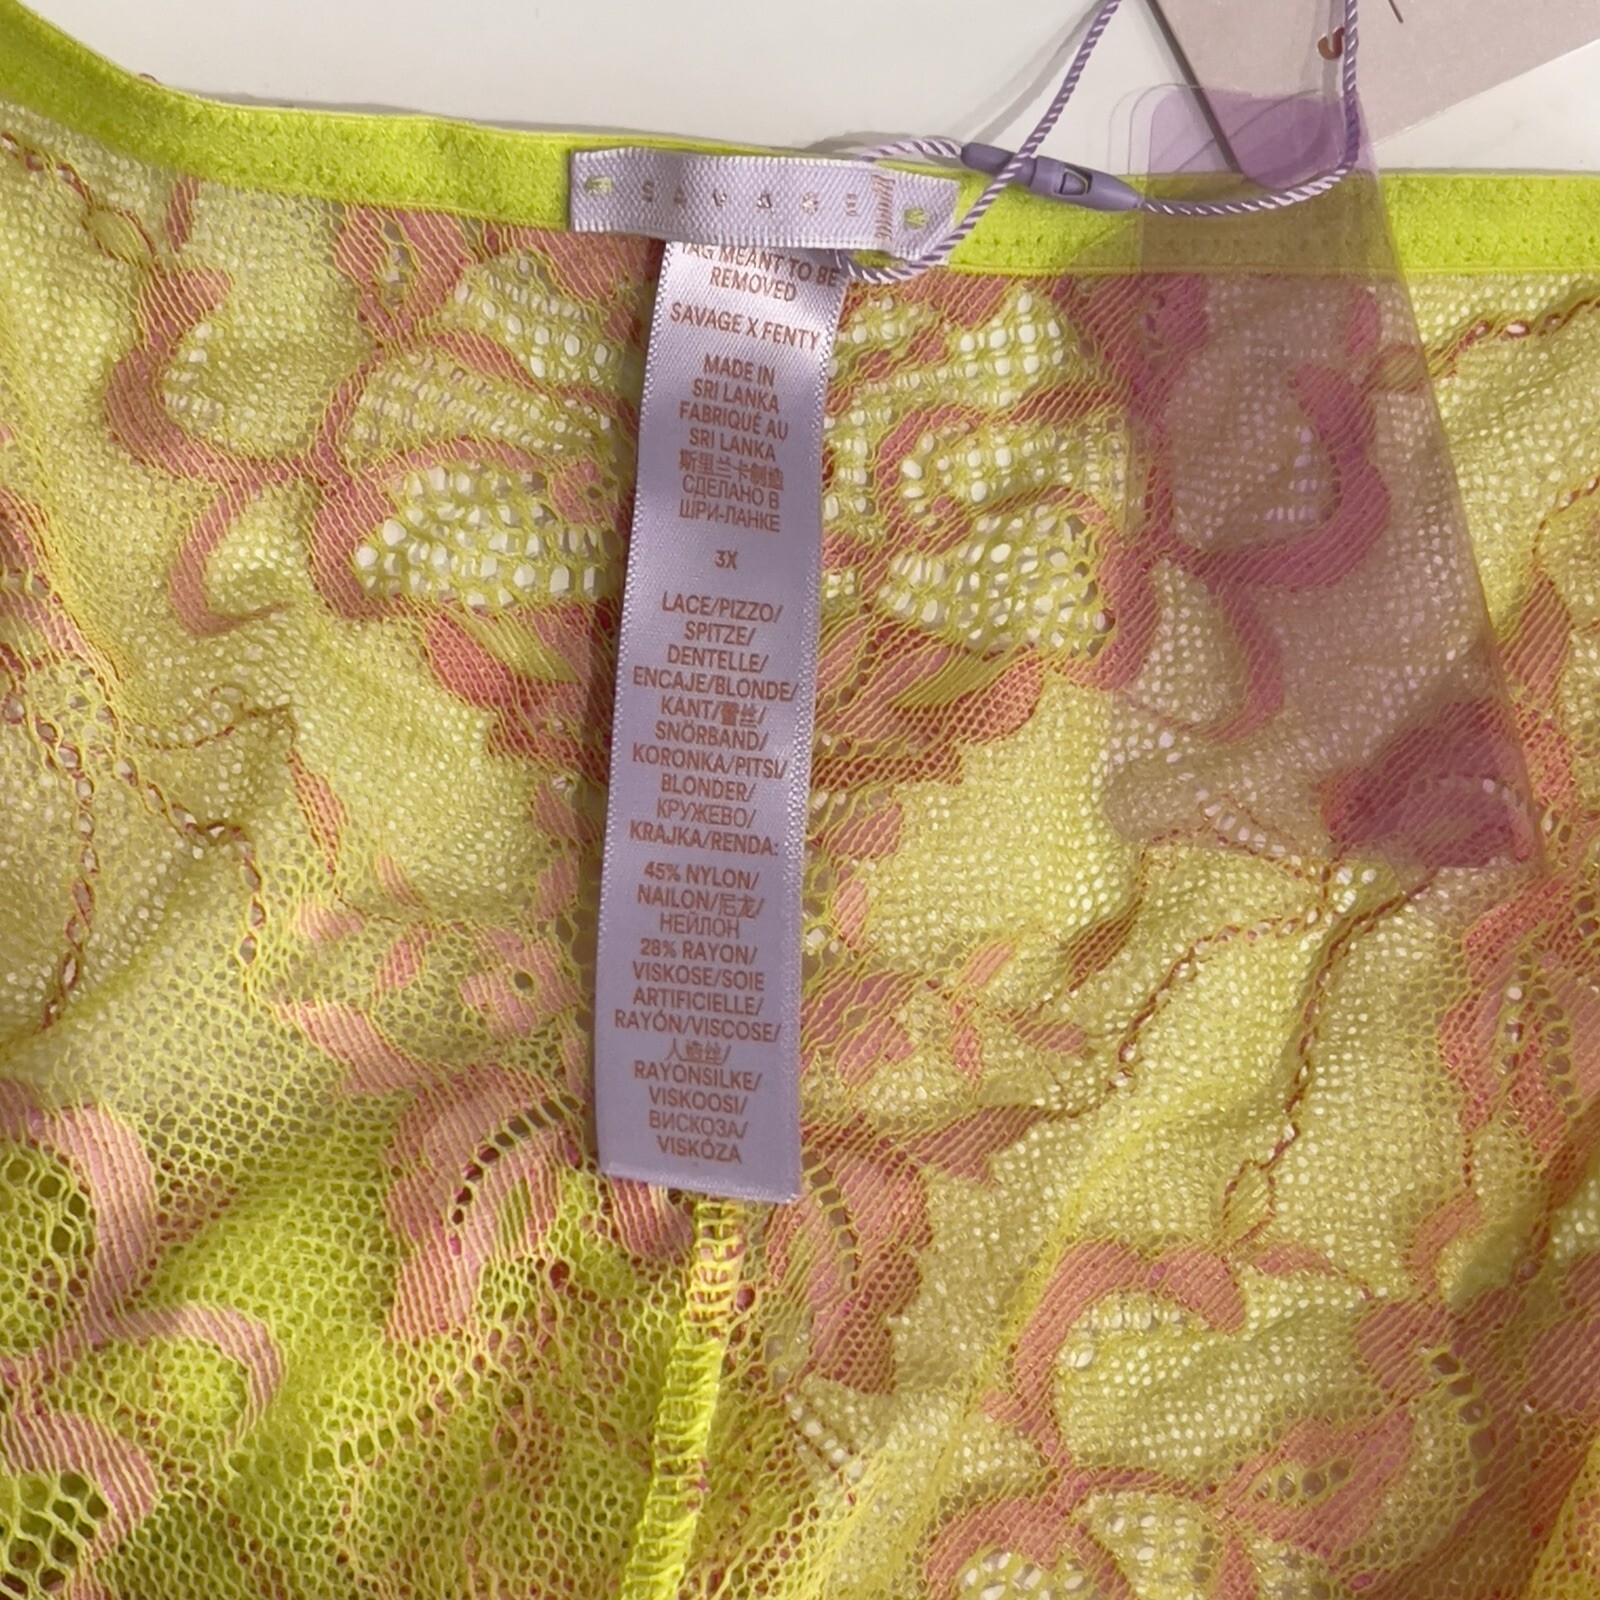 SAVAGE
TAG MEANT TO BE
REMOVED
SAVAGE X FENTY
MADE IN
SRI LANKA
FABRIQUÉ AU
SRI LANKA
斯里兰卡制造
СДЕЛАНО В
ШРИ-ЛАНКЕ
3X
LACE/PIZZO/
SPITZE/
DENTELLE/
ENCAJE/BLONDE/
KANT/蕾丝/
SNÖRBAND/
KORONKA/PITSI/
BLONDER/
КРУЖЕВО/
KRAJKA/RENDA:
45% NYLON/
NAILON/尼龙/
НЕЙЛОН
28% RAYON/
VISKOSE/SOIE
ARTIFICIELLE/
RAYÓN/VISCOSE/
人造丝/
RAYONSILKE/
VISKOOSI/
ВИСКОЗА/
VISKÓZA